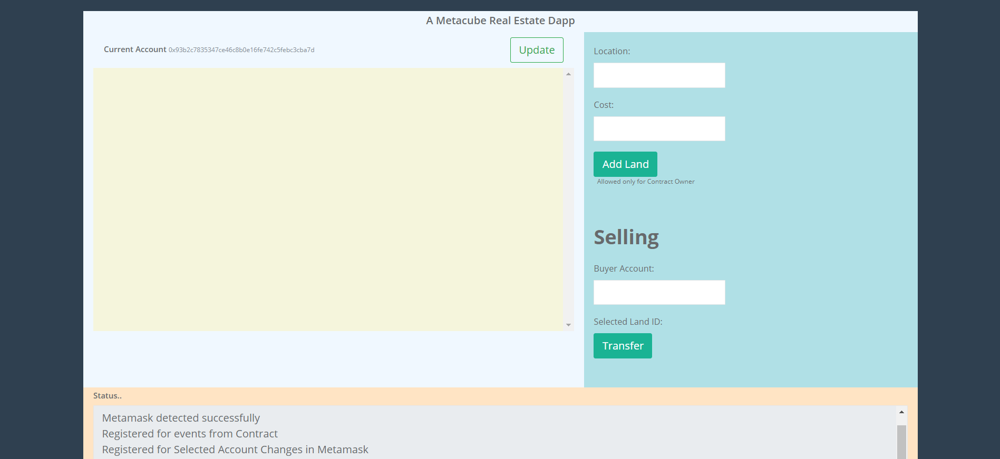 A Metacube Real Estate Dapp
Current Account 0x93b2c7835347ce46c8b0e16fe742c5febc3cba7d
Update
Location:
Cost:
Add Land
Allowed only for Contract Owner
Selling
Buyer Account:
Selected Land ID:
Transfer
Status..
Metamask detected successfully
Registered for events from Contract
Registered for Selected Account Changes in Metamask